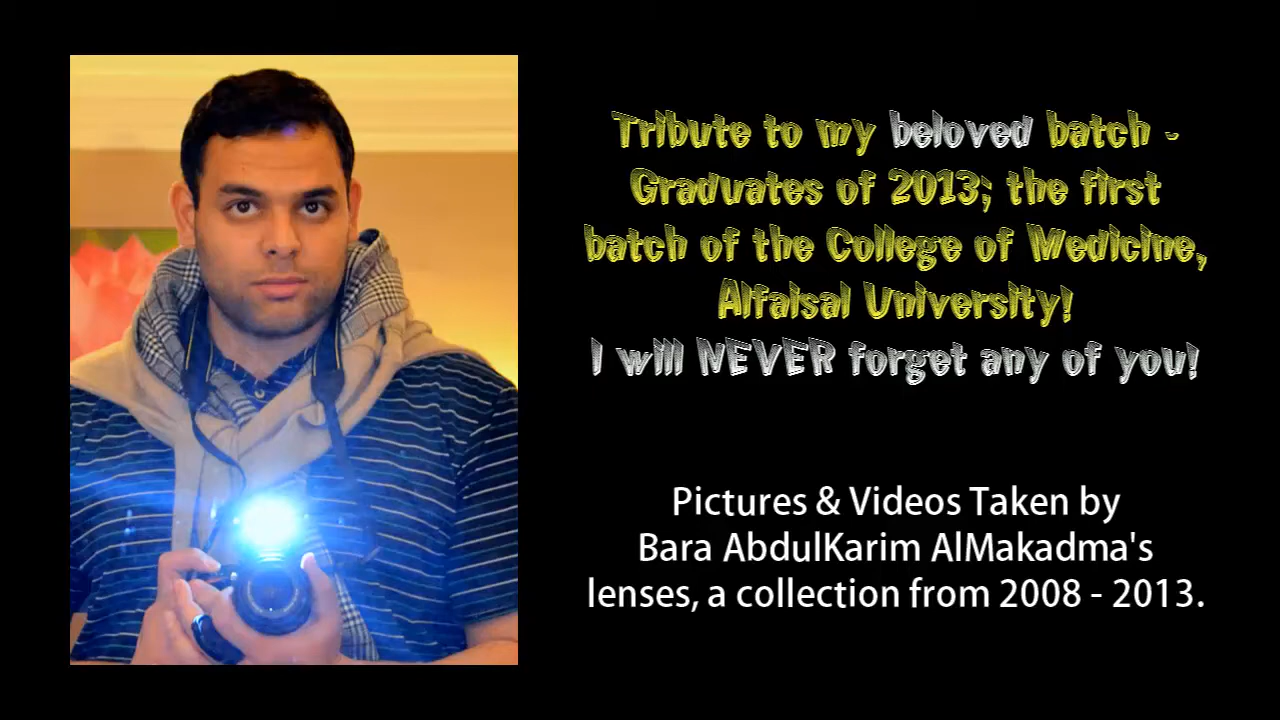 Tribute to my beloved batch -
Graduates of 2013; the first
batch of the College of Medicine,
Alfaisal University!
I will NEVER forget any of you!
Pictures & Videos Taken by
Bara AbdulKarim AlMakadma's
lenses, a collection from 2008 - 2013.